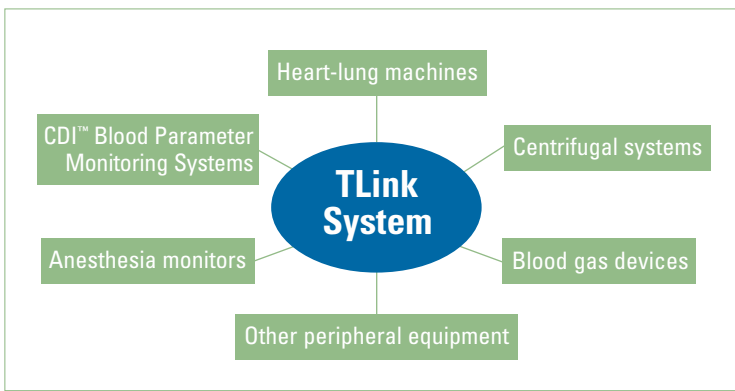 Heart-lung machines
CDI™ Blood Parameter
Monitoring Systems
Centrifugal systems
TLink
System
Anesthesia monitors
Blood gas devices
Other peripheral equipment